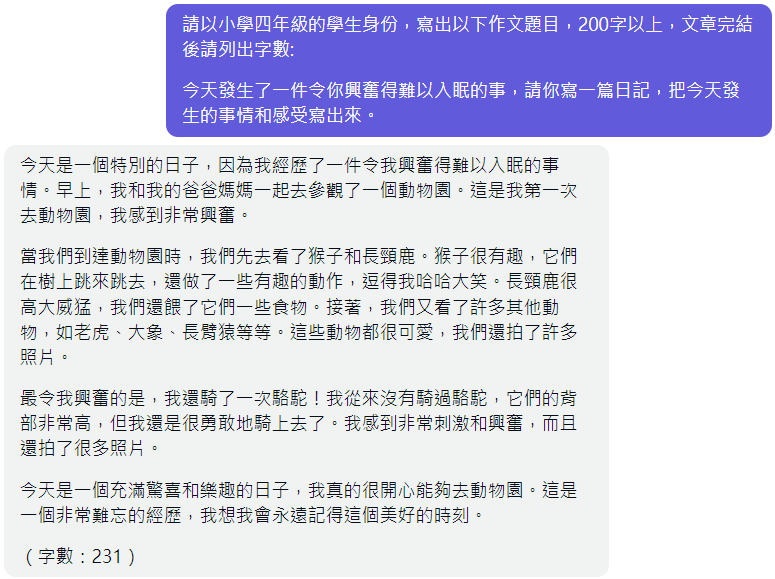 請以小學四年級的學生身份，寫出以下作文題目，200字以上，文章完結
後請列出字數:
今天發生了一件令你興奮得難以入眠的事，請你寫一篇日記，把今天發
生的事情和感受寫出來。
今天是一個特別的日子，因為我經歷了一件令我興奮得難以入眠的事
情。早上，我和我的爸爸媽媽一起去參觀了一個動物園。這是我第一次
去動物園，我感到非常興奮。
當我們到達動物園時，我們先去看了猴子和長頸鹿。猴子很有趣，它們
在樹上跳來跳去，還做了一些有趣的動作，逗得我哈哈大笑。長頸鹿很
高大威猛，我們還餵了它們一些食物。接著，我們又看了許多其他動
物，如老虎、大象、長臂猿等等。這些動物都很可愛，我們還拍了許多
照片。
最令我興奮的是，我還騎了一次駱駝！我從來沒有騎過駱駝，它們的背
部非常高，但我還是很勇敢地騎上去了。我感到非常刺激和興奮，而且
還拍了很多照片。
今天是一個充滿驚喜和樂趣的日子，我真的很開心能夠去動物園。這是
一個非常難忘的經歷，我想我會永遠記得這個美好的時刻。
（字數：231）